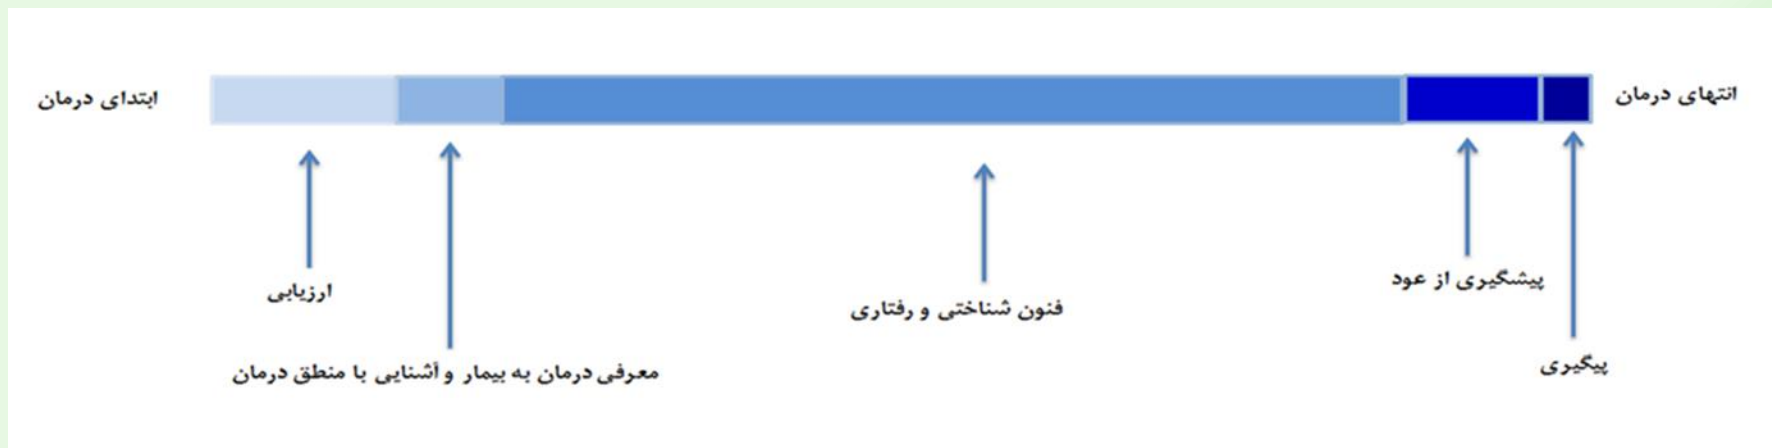 ابتدای درمان
انتهای درمان
ارزیابی
معرفی درمان به بیمار و آشنایی با منطق درمان
فنون شناختی و رفتاری
پیشگیری از عود
پیگیری